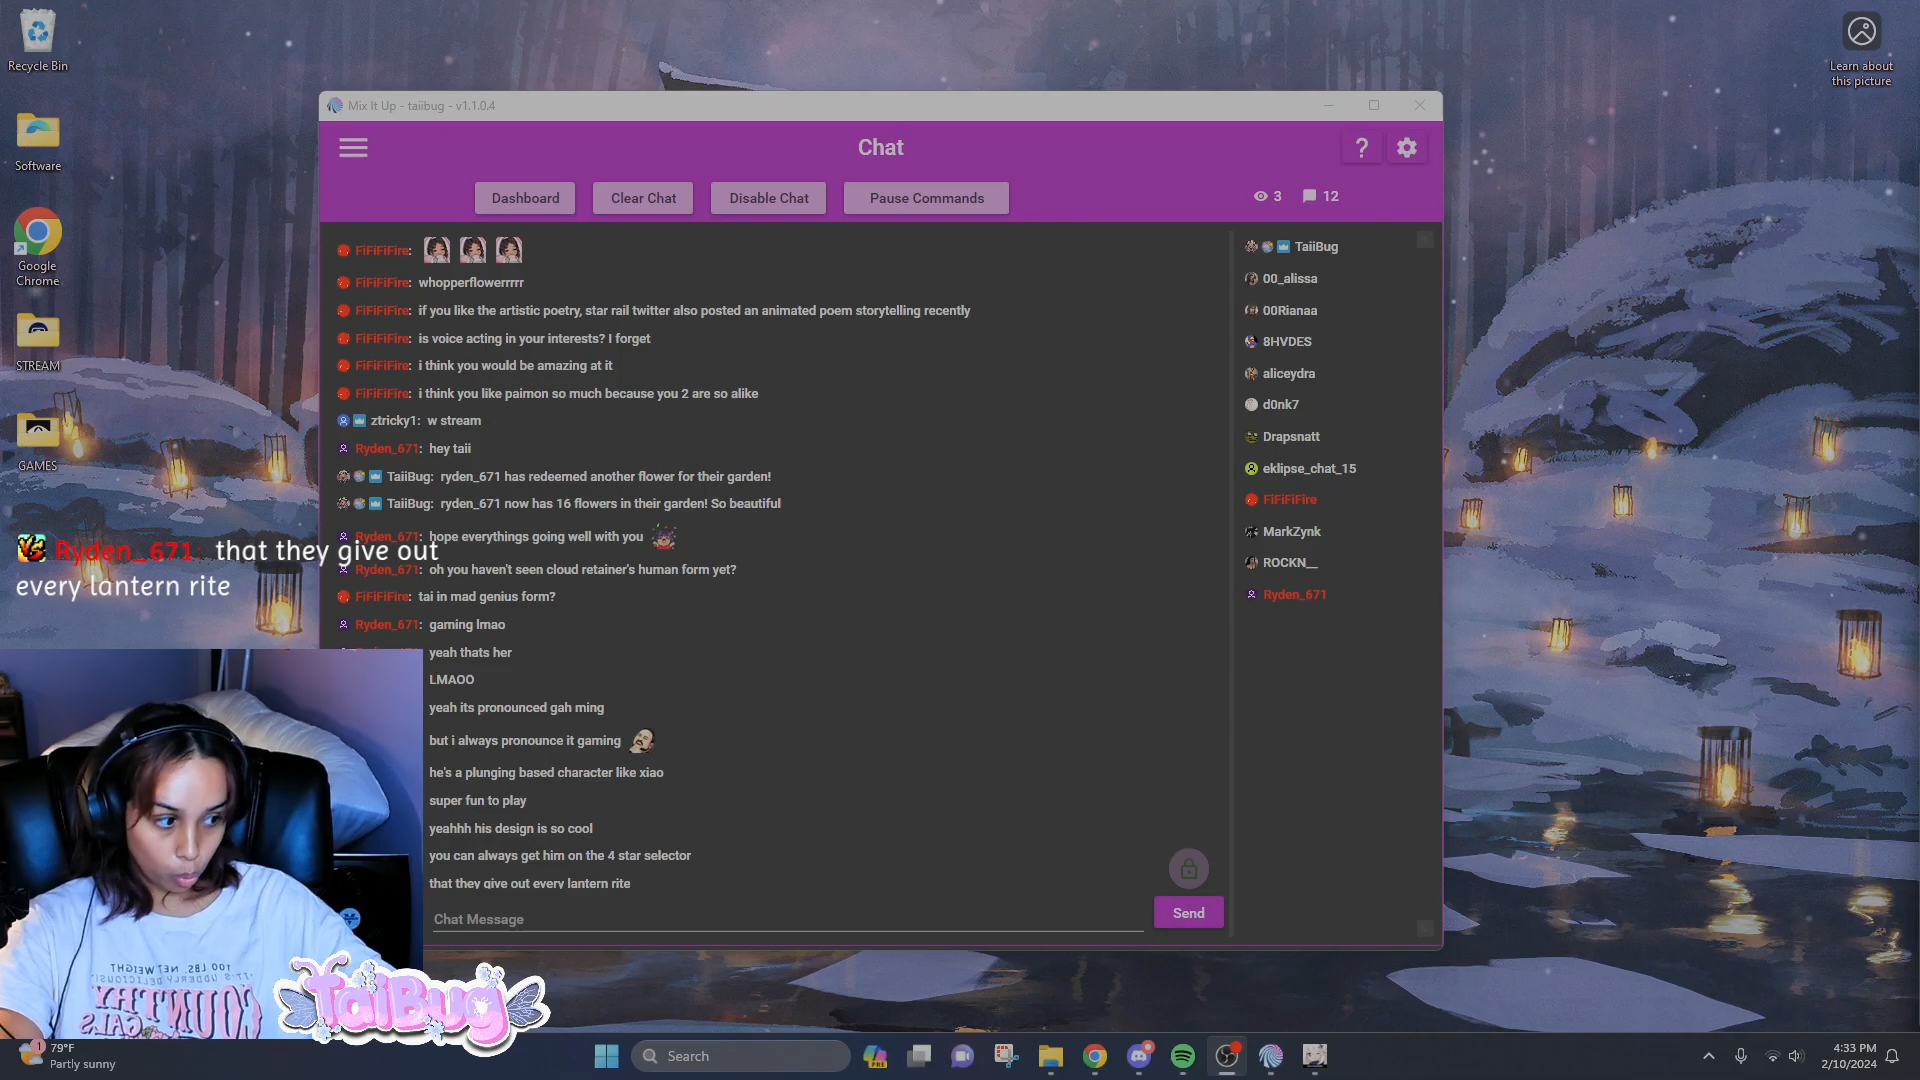 Recycle Bin
Learn about
this picture
Software
Google
Chrome
STREAM
GAMES
Mix It Up - taiibug - v1.1.0.4
Chat
?
Dashboard
Clear Chat
Disable Chat
Pause Commands
3
12
FiFiFiFire:
FiFiFiFire: whopperflowerrrrr
FiFiFiFire: if you like the artistic poetry, star rail twitter also posted an animated poem storytelling recently
FiFiFiFire: is voice acting in your interests? I forget
FiFiFiFire: i think you would be amazing at it
FiFiFiFire: i think you like paimon so much because you 2 are so alike
ztricky1: w stream
Ryden_671: hey taii
TaiiBug: ryden_671 has redeemed another flower for their garden!
TaiiBug: ryden_671 now has 16 flowers in their garden! So beautiful
Ryden_671: hope everythings going well with you
Ryden_671: oh you haven't seen cloud retainer's human form yet?
FiFiFiFire: tai in mad genius form?
Ryden_671: gaming lmao
yeah thats her
LMAOO
yeah its pronounced gah ming
but i always pronounce it gaming
he's a plunging based character like xiao
super fun to play
yeahhh his design is so cool
you can always get him on the 4 star selector
that they give out every lantern rite
Chat Message
Send
TaiiBug
00_alissa
00Rianaa
8HVDES
aliceydra
d0nk7
Drapsnatt
eklipse_chat_15
FiFiFiFire
MarkZynk
ROCKN__
Ryden_671
Ryden_671: that they give out
every lantern rite
100 LBS. NET WEIGHT
COUNTRY
GALS
TaiBug
1
79°F
Partly sunny
Search
PRE
4:33 PM
2/10/2024